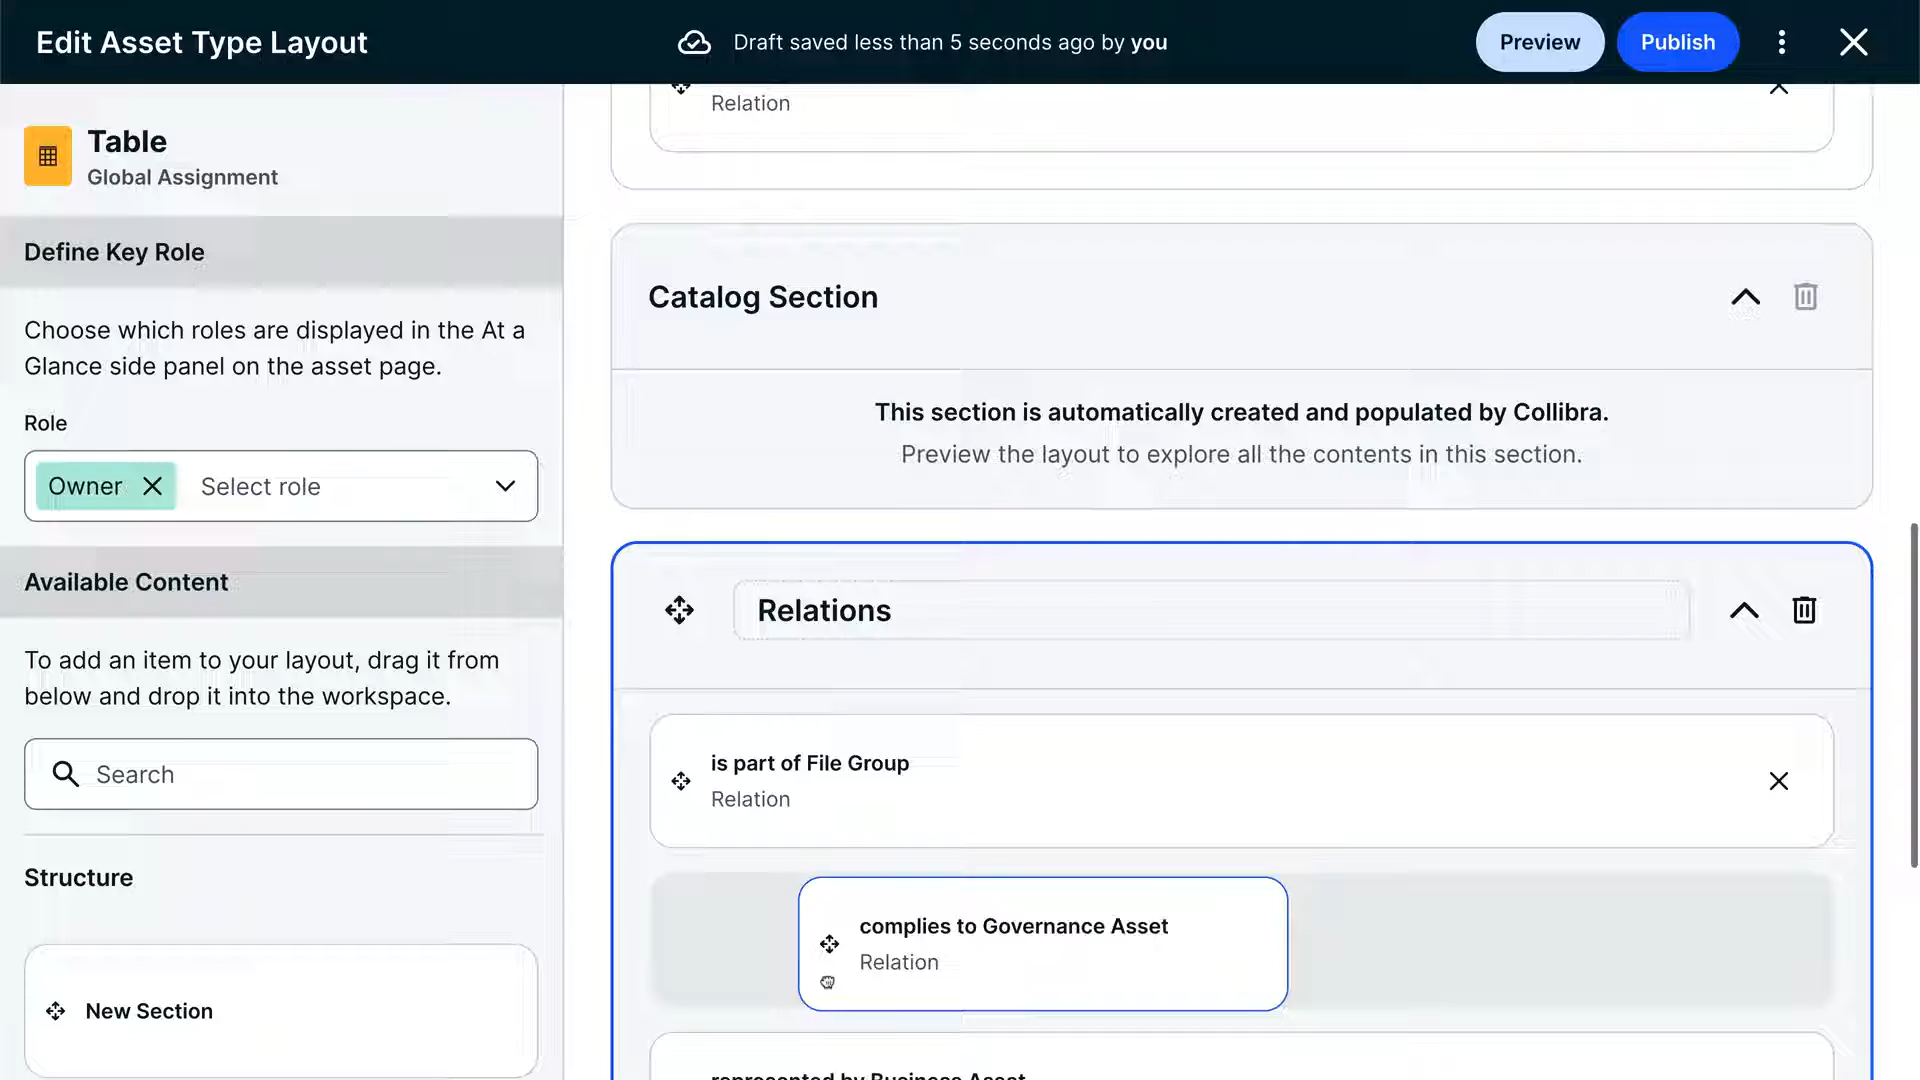 Edit Asset Type Layout
Draft saved less than 5 seconds ago by you
Preview
Publish
Table
Global Assignment
Define Key Role
Choose which roles are displayed in the At a
Glance side panel on the asset page.
Role
Owner
Select role
Available Content
To add an item to your layout, drag it from
below and drop it into the workspace.
Search
Structure
New Section
Relation
Catalog Section
This section is automatically created and populated by Collibra.
Preview the layout to explore all the contents in this section.
Relations
is part of File Group
Relation
complies to Governance Asset
Relation
represented by Business Asset